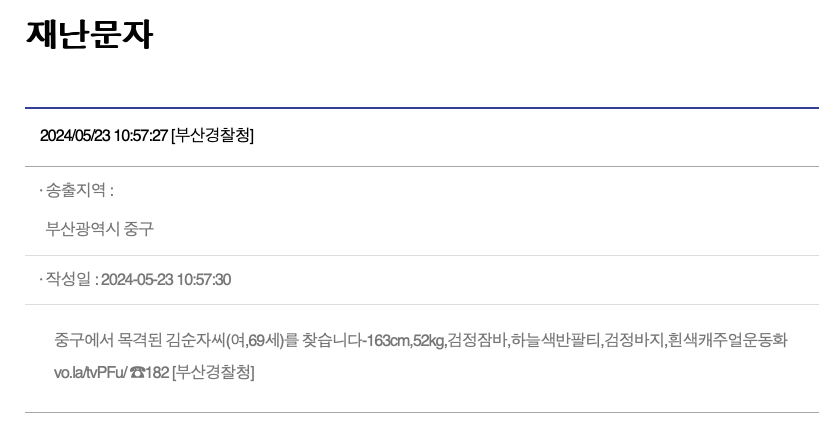 재난문자
2024/05/23 10:57:27 [부산경찰청]
· 송출지역 :
부산광역시 중구
· 작성일 : 2024-05-23 10:57:30
중구에서 목격된 김순자씨(여,69세)를 찾습니다-163cm,52kg,검정잠바,하늘색반팔티,검정바지,흰색캐주얼운동화
vo.la/tvPFu/ ☎182 [부산경찰청]